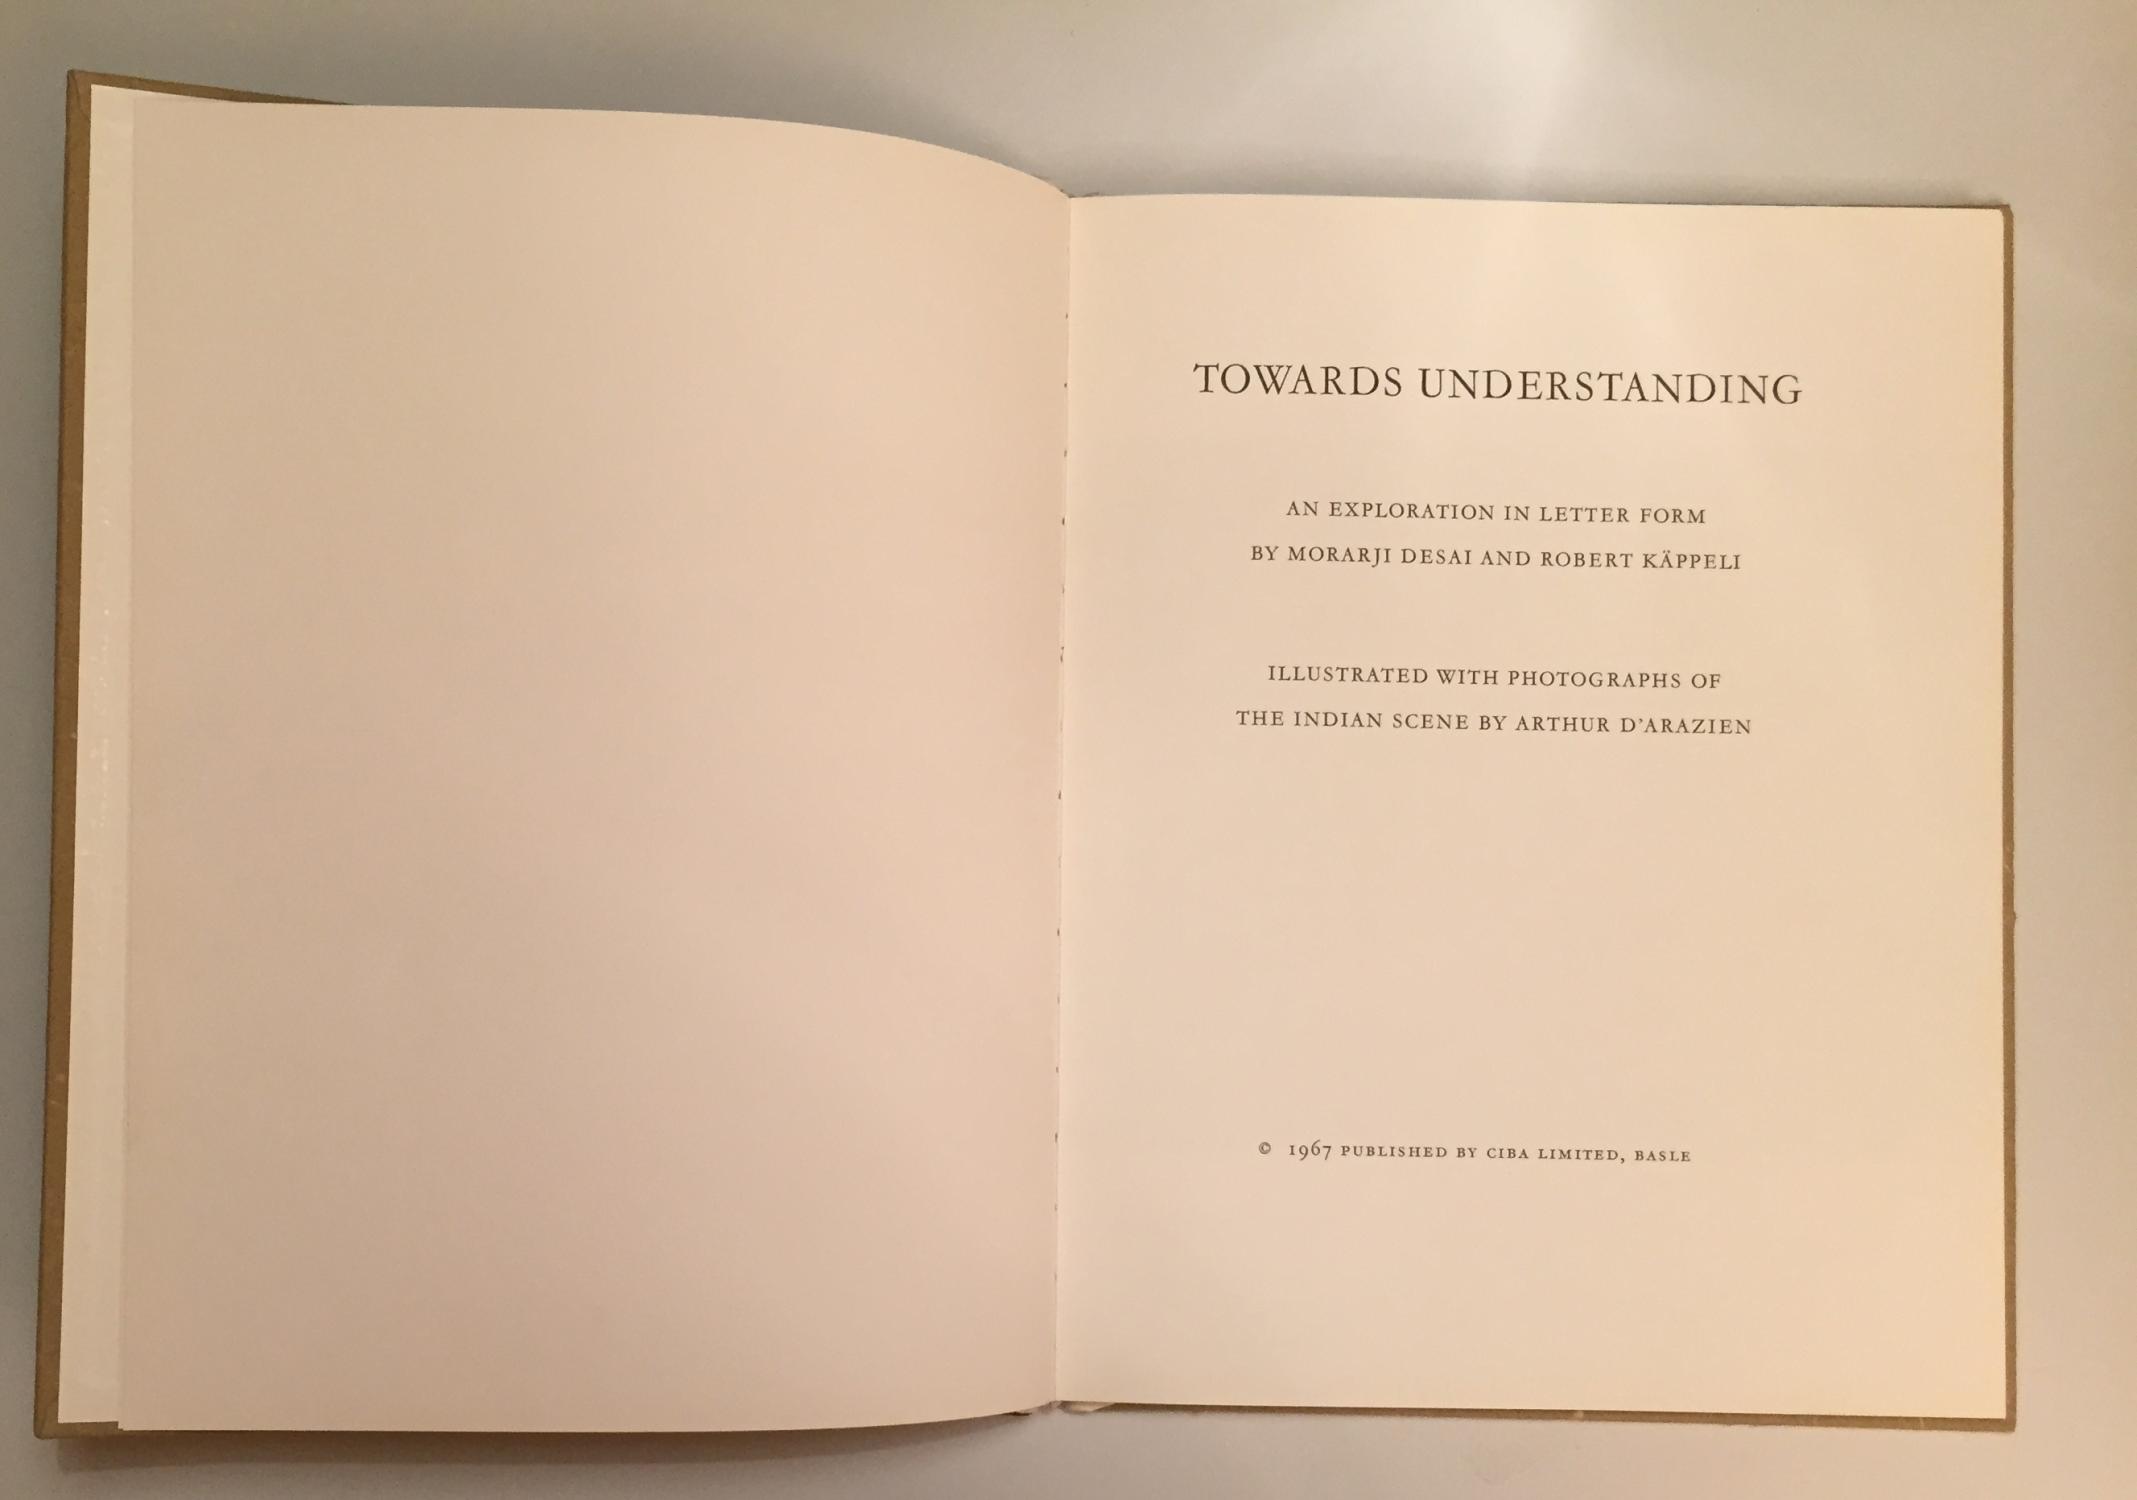 TOWARDS UNDERSTANDING
AN EXPLORATION IN LETTER FORM
BY MORARJI DESAI AND ROBERT KÄPPELI
ILLUSTRATED WITH PHOTOGRAPHS OF
THE INDIAN SCENE BY ARTHUR D’ARAZIEN
© 1967 PUBLISHED BY CIBA LIMITED, BASLE